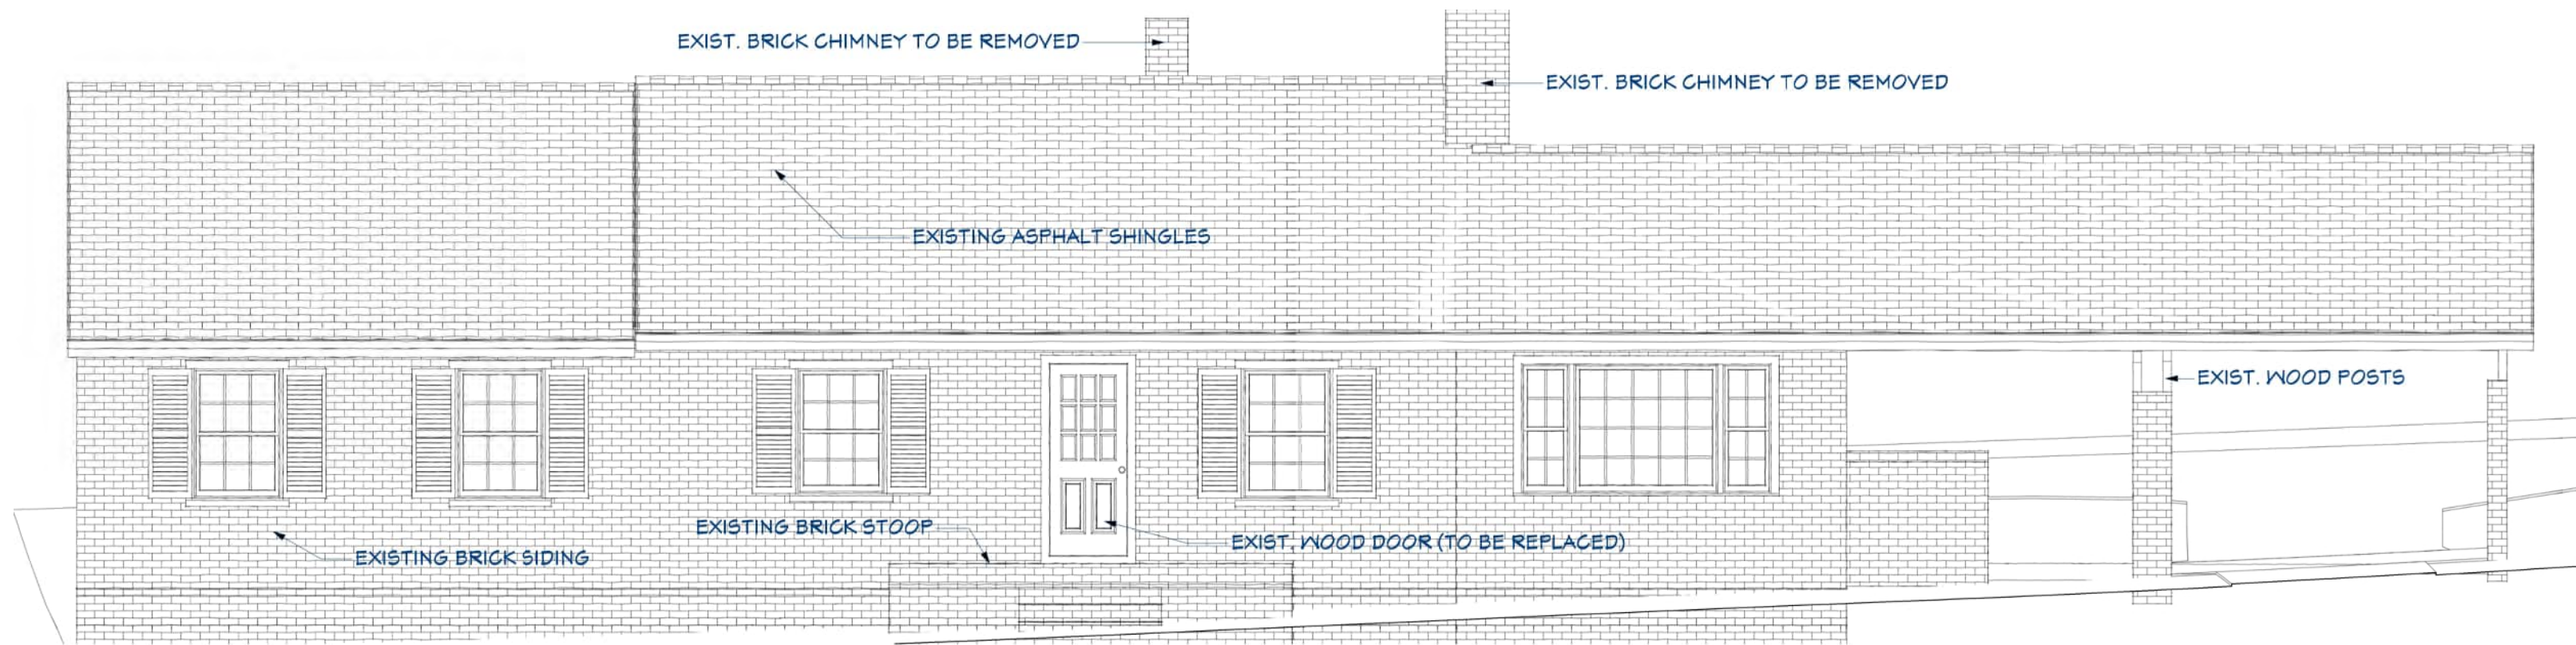 EXIST. BRICK CHIMNEY TO BE REMOVED
EXIST. BRICK CHIMNEY TO BE REMOVED
EXISTING ASPHALT SHINGLES
EXIST. WOOD POSTS
EXISTING BRICK STOOP
EXIST. WOOD DOOR (TO BE REPLACED)
EXISTING BRICK SIDING